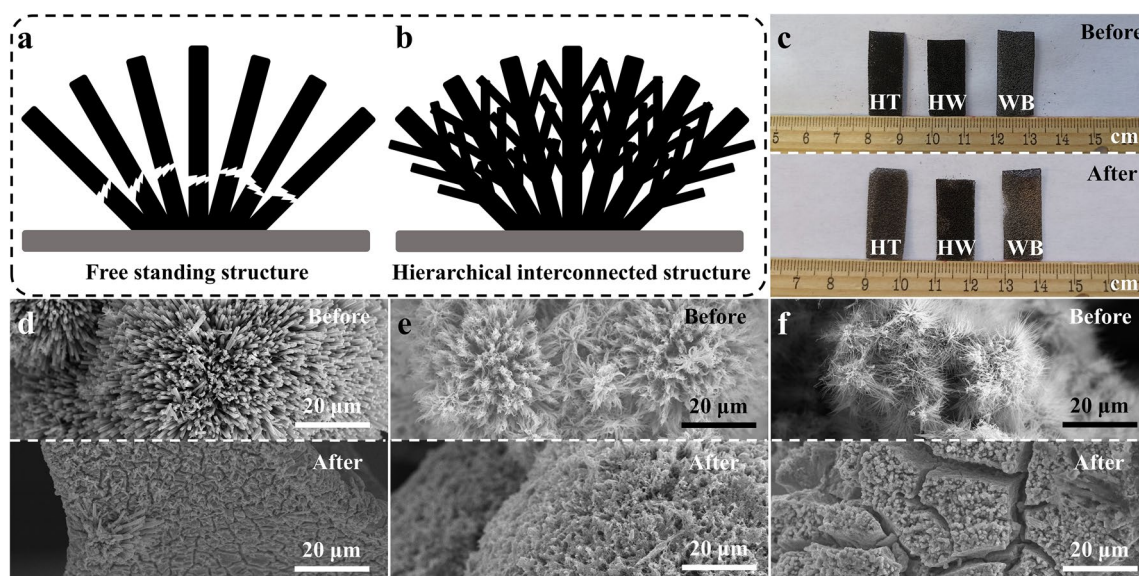 a
Free standing structure
b
Hierarchical interconnected structure
c
Before
HT HW WB
5 6 7 8 9 10 11 12 13 14 15
cm
After
HT HW WB
7 8 9 10 11 12 13 14 15
cm
d
Before
20 μm
After
20 μm
e
Before
20 μm
After
20 μm
f
Before
20 μm
After
20 μm